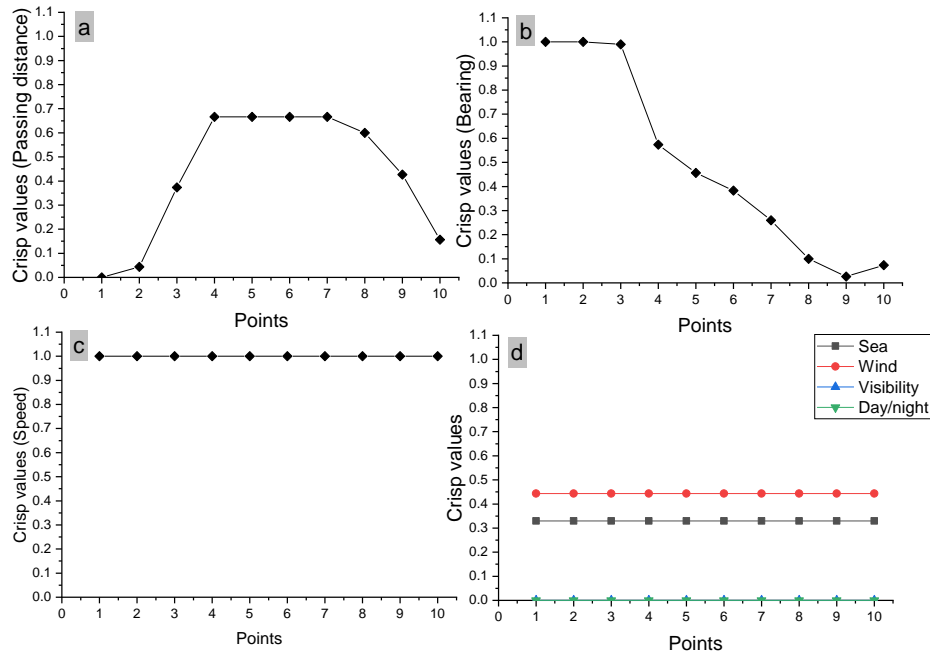 a
Crisp values (Passing distance)
1.1
1.0
0.9
0.8
0.7
0.6
0.5
0.4
0.3
0.2
0.1
0.0
0 1 2 3 4 5 6 7 8 9 10
Points
b
Crisp values (Bearing)
1.1
1.0
0.9
0.8
0.7
0.6
0.5
0.4
0.3
0.2
0.1
0.0
0 1 2 3 4 5 6 7 8 9 10
Points
c
Crisp values (Speed)
1.1
1.0
0.9
0.8
0.7
0.6
0.5
0.4
0.3
0.2
0.1
0.0
0 1 2 3 4 5 6 7 8 9 10
Points
d
Crisp values
1.1
1.0
0.9
0.8
0.7
0.6
0.5
0.4
0.3
0.2
0.1
0.0
0 1 2 3 4 5 6 7 8 9 10
Points
Sea
Wind
Visibility
Day/night